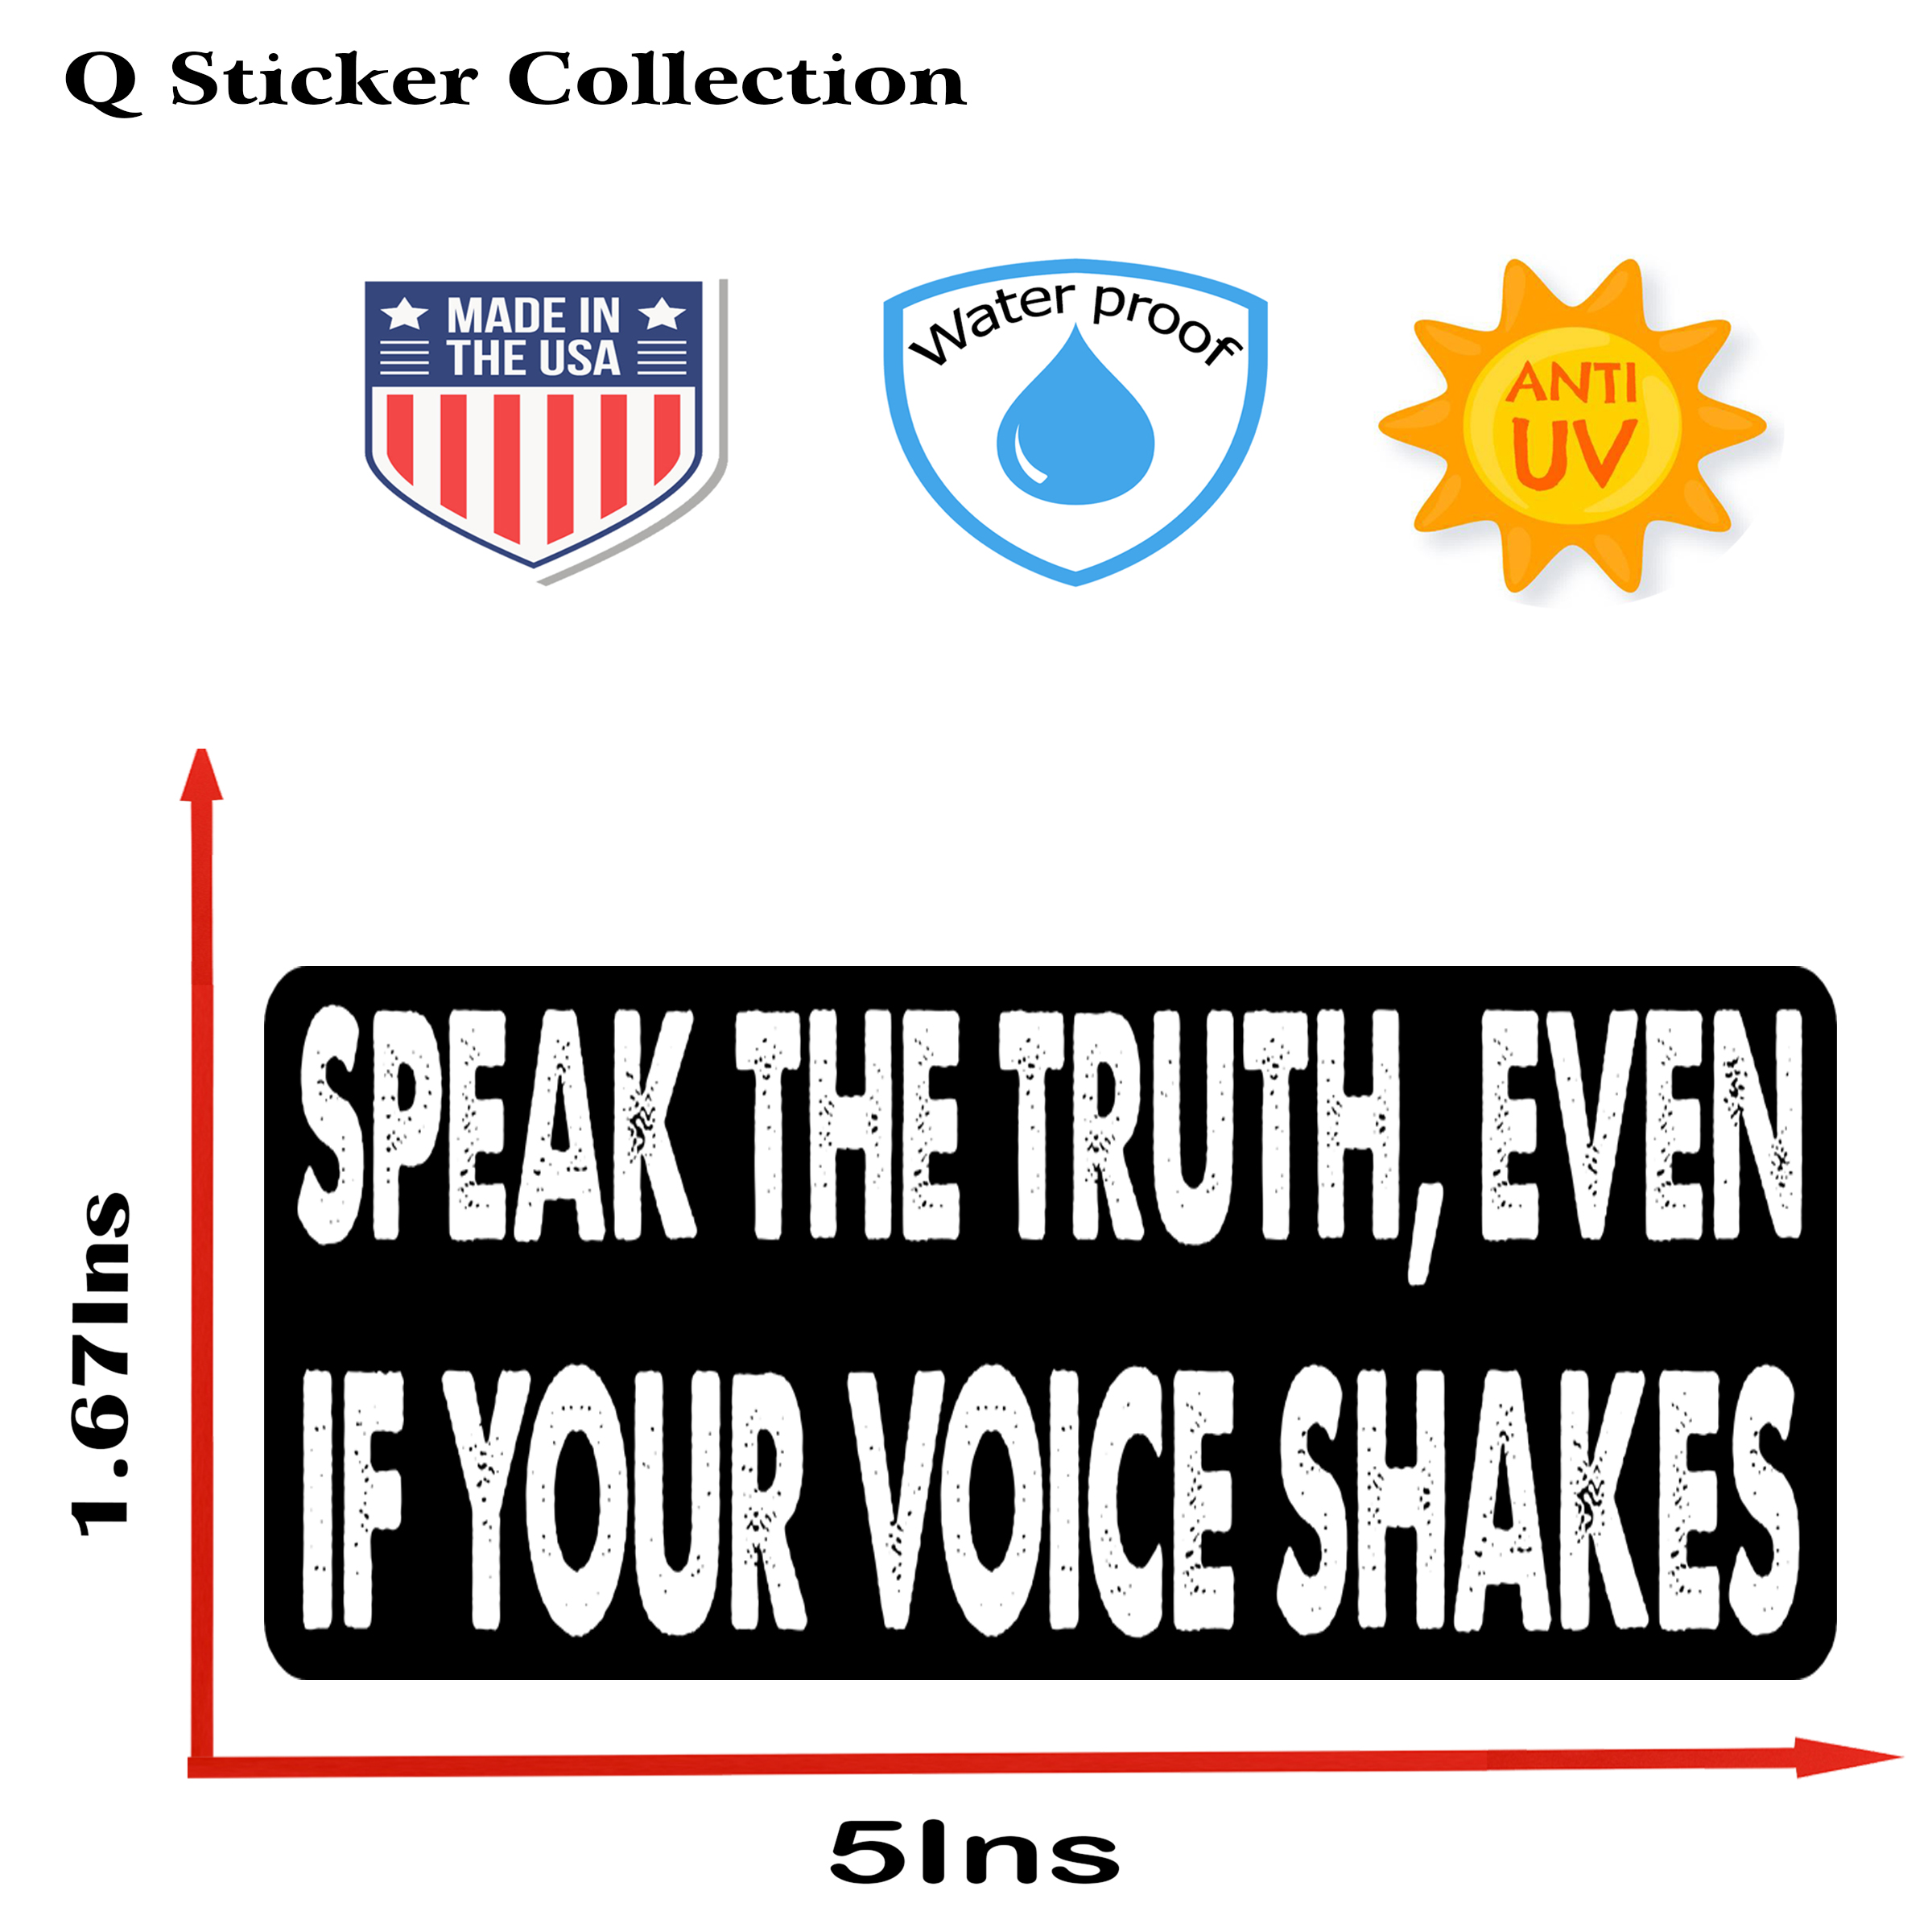 Q Sticker Collection
MADE IN
THE USA
Water proof
ANTI
UV
SPEAK THE TRUTH, EVEN
IF YOUR VOICE SHAKES
1.67Ins
5Ins